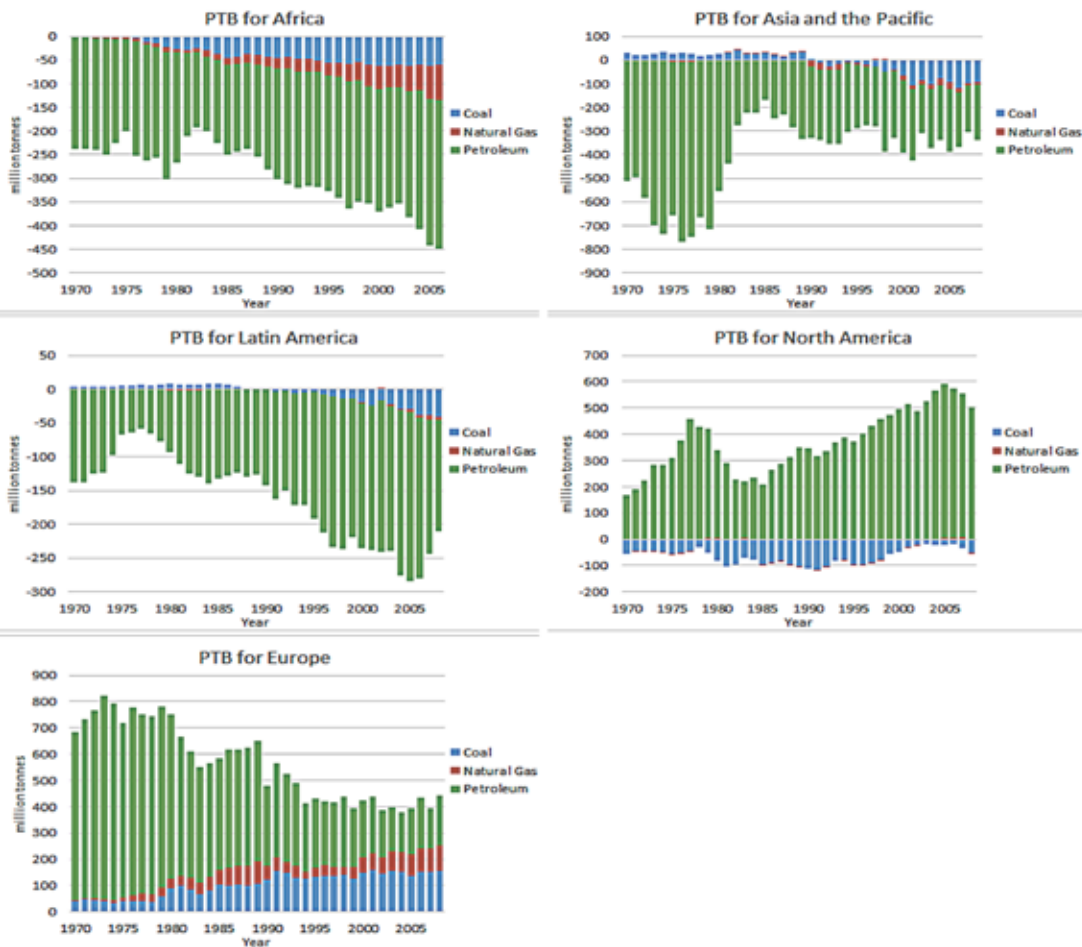 PTB for Africa
0
-50
-100
-150
-200
-250
-300
-350
-400
-450
-500
million tonnes
1970 1975 1980 1985 1990 1995 2000 2005
Year
Coal
Natural Gas
Petroleum
PTB for Asia and the Pacific
100
0
-100
-200
-300
-400
-500
-600
-700
-800
-900
million tonnes
1970 1975 1980 1985 1990 1995 2000 2005
Year
Coal
Natural Gas
Petroleum
PTB for Latin America
50
0
-50
-100
-150
-200
-250
-300
million tonnes
1970 1975 1980 1985 1990 1995 2000 2005
Year
Coal
Natural Gas
Petroleum
PTB for North America
700
600
500
400
300
200
100
0
-100
-200
million tonnes
1970 1975 1980 1985 1990 1995 2000 2005
Year
Coal
Natural Gas
Petroleum
PTB for Europe
900
800
700
600
500
400
300
200
100
0
million tonnes
1970 1975 1980 1985 1990 1995 2000 2005
Year
Coal
Natural Gas
Petroleum